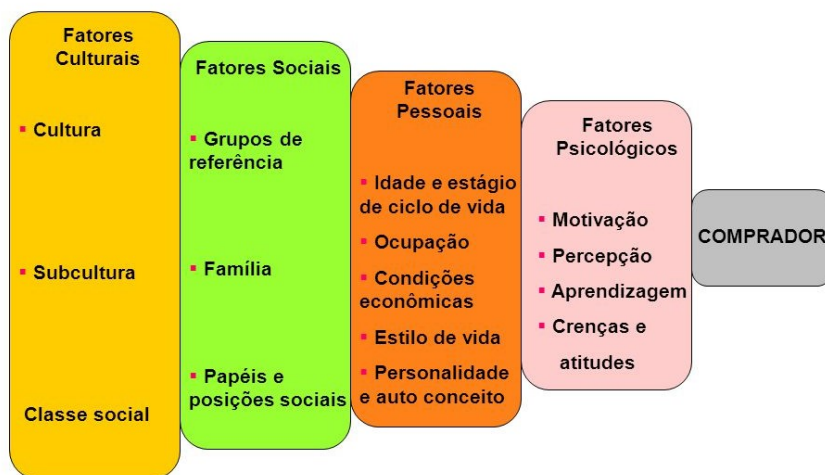 Fatores
Culturais
▪ Cultura
▪ Subcultura
Classe social
Fatores Sociais
▪ Grupos de
referência
▪ Família
▪ Papéis e
posições sociais
Fatores
Pessoais
▪ Idade e estágio
de ciclo de vida
▪ Ocupação
▪ Condições
econômicas
▪ Estilo de vida
▪ Personalidade
e auto conceito
Fatores
Psicológicos
▪ Motivação
▪ Percepção
▪ Aprendizagem
▪ Crenças e
atitudes
COMPRADOR